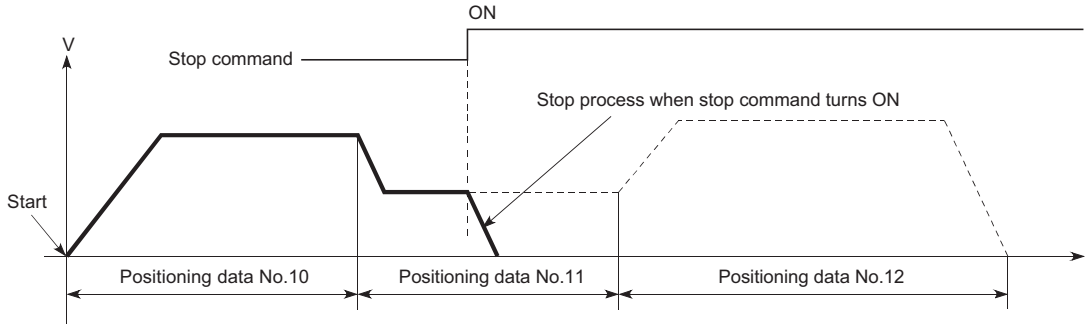 ON
V
Stop command
Stop process when stop command turns ON
Start
Positioning data No.10
Positioning data No.11
Positioning data No.12